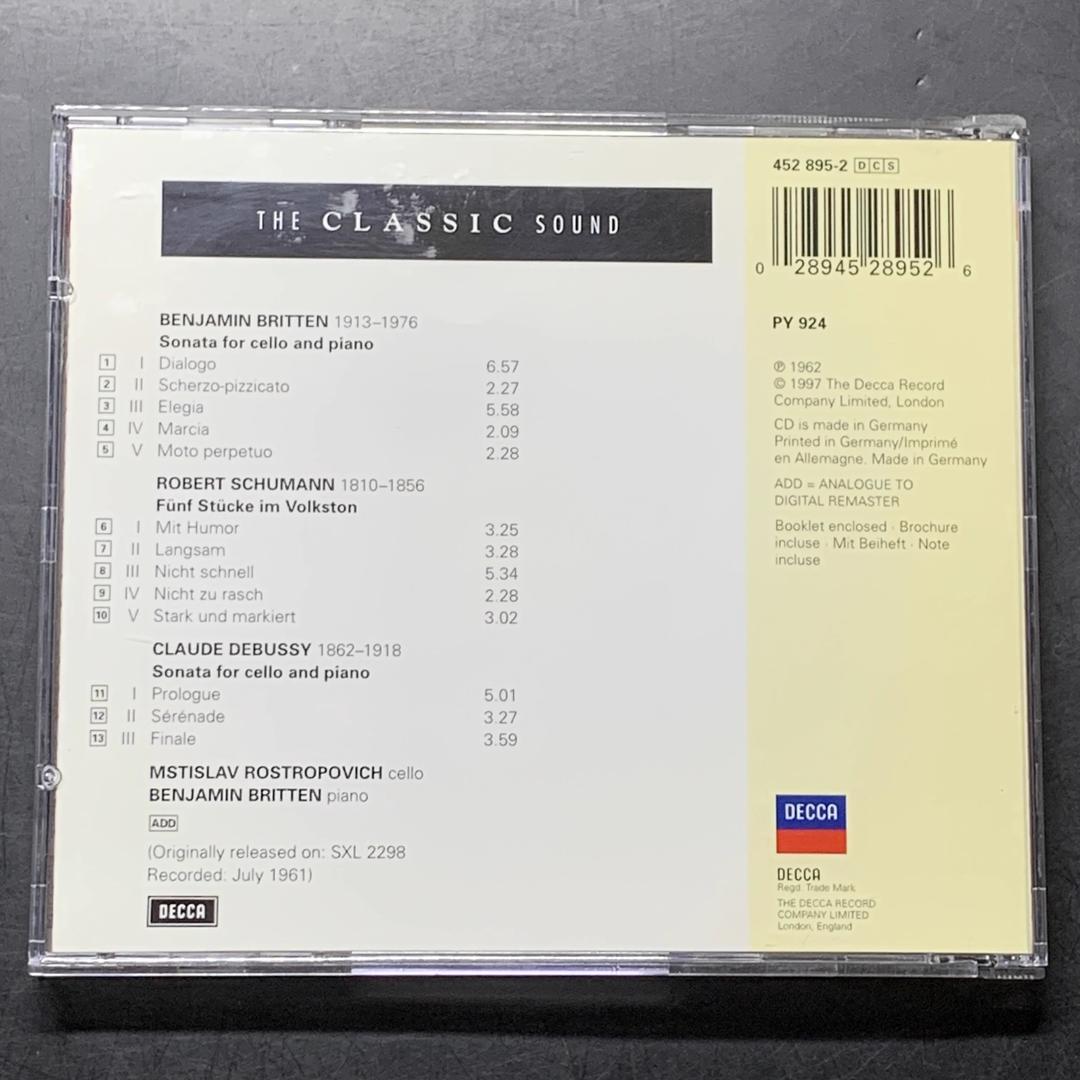 THE CLASSIC SOUND
BENJAMIN BRITTEN 1913–1976
Sonata for cello and piano
1 I Dialogo 6.57
2 II Scherzo-pizzicato 2.27
3 III Elegia 5.58
4 IV Marcia 2.09
5 V Moto perpetuo 2.28
ROBERT SCHUMANN 1810–1856
Fünf Stücke im Volkston
6 I Mit Humor 3.25
7 II Langsam 3.28
8 III Nicht schnell 5.34
9 IV Nicht zu rasch 2.28
10 V Stark und markiert 3.02
CLAUDE DEBUSSY 1862–1918
Sonata for cello and piano
11 I Prologue 5.01
12 II Sérénade 3.27
13 III Finale 3.59
MSTISLAV ROSTROPOVICH cello
BENJAMIN BRITTEN piano
ADD
(Originally released on: SXL 2298
Recorded: July 1961)
DECCA
452 895-2 DCS
0 28945 28952 6
PY 924
℗ 1962
© 1997 The Decca Record
Company Limited, London
CD is made in Germany
Printed in Germany/Imprimé
en Allemagne. Made in Germany
ADD = ANALOGUE TO
DIGITAL REMASTER
Booklet enclosed · Brochure
incluse · Mit Beiheft · Note
incluse
DECCA
DECCA
Regd. Trade Mark
THE DECCA RECORD
COMPANY LIMITED
London, England